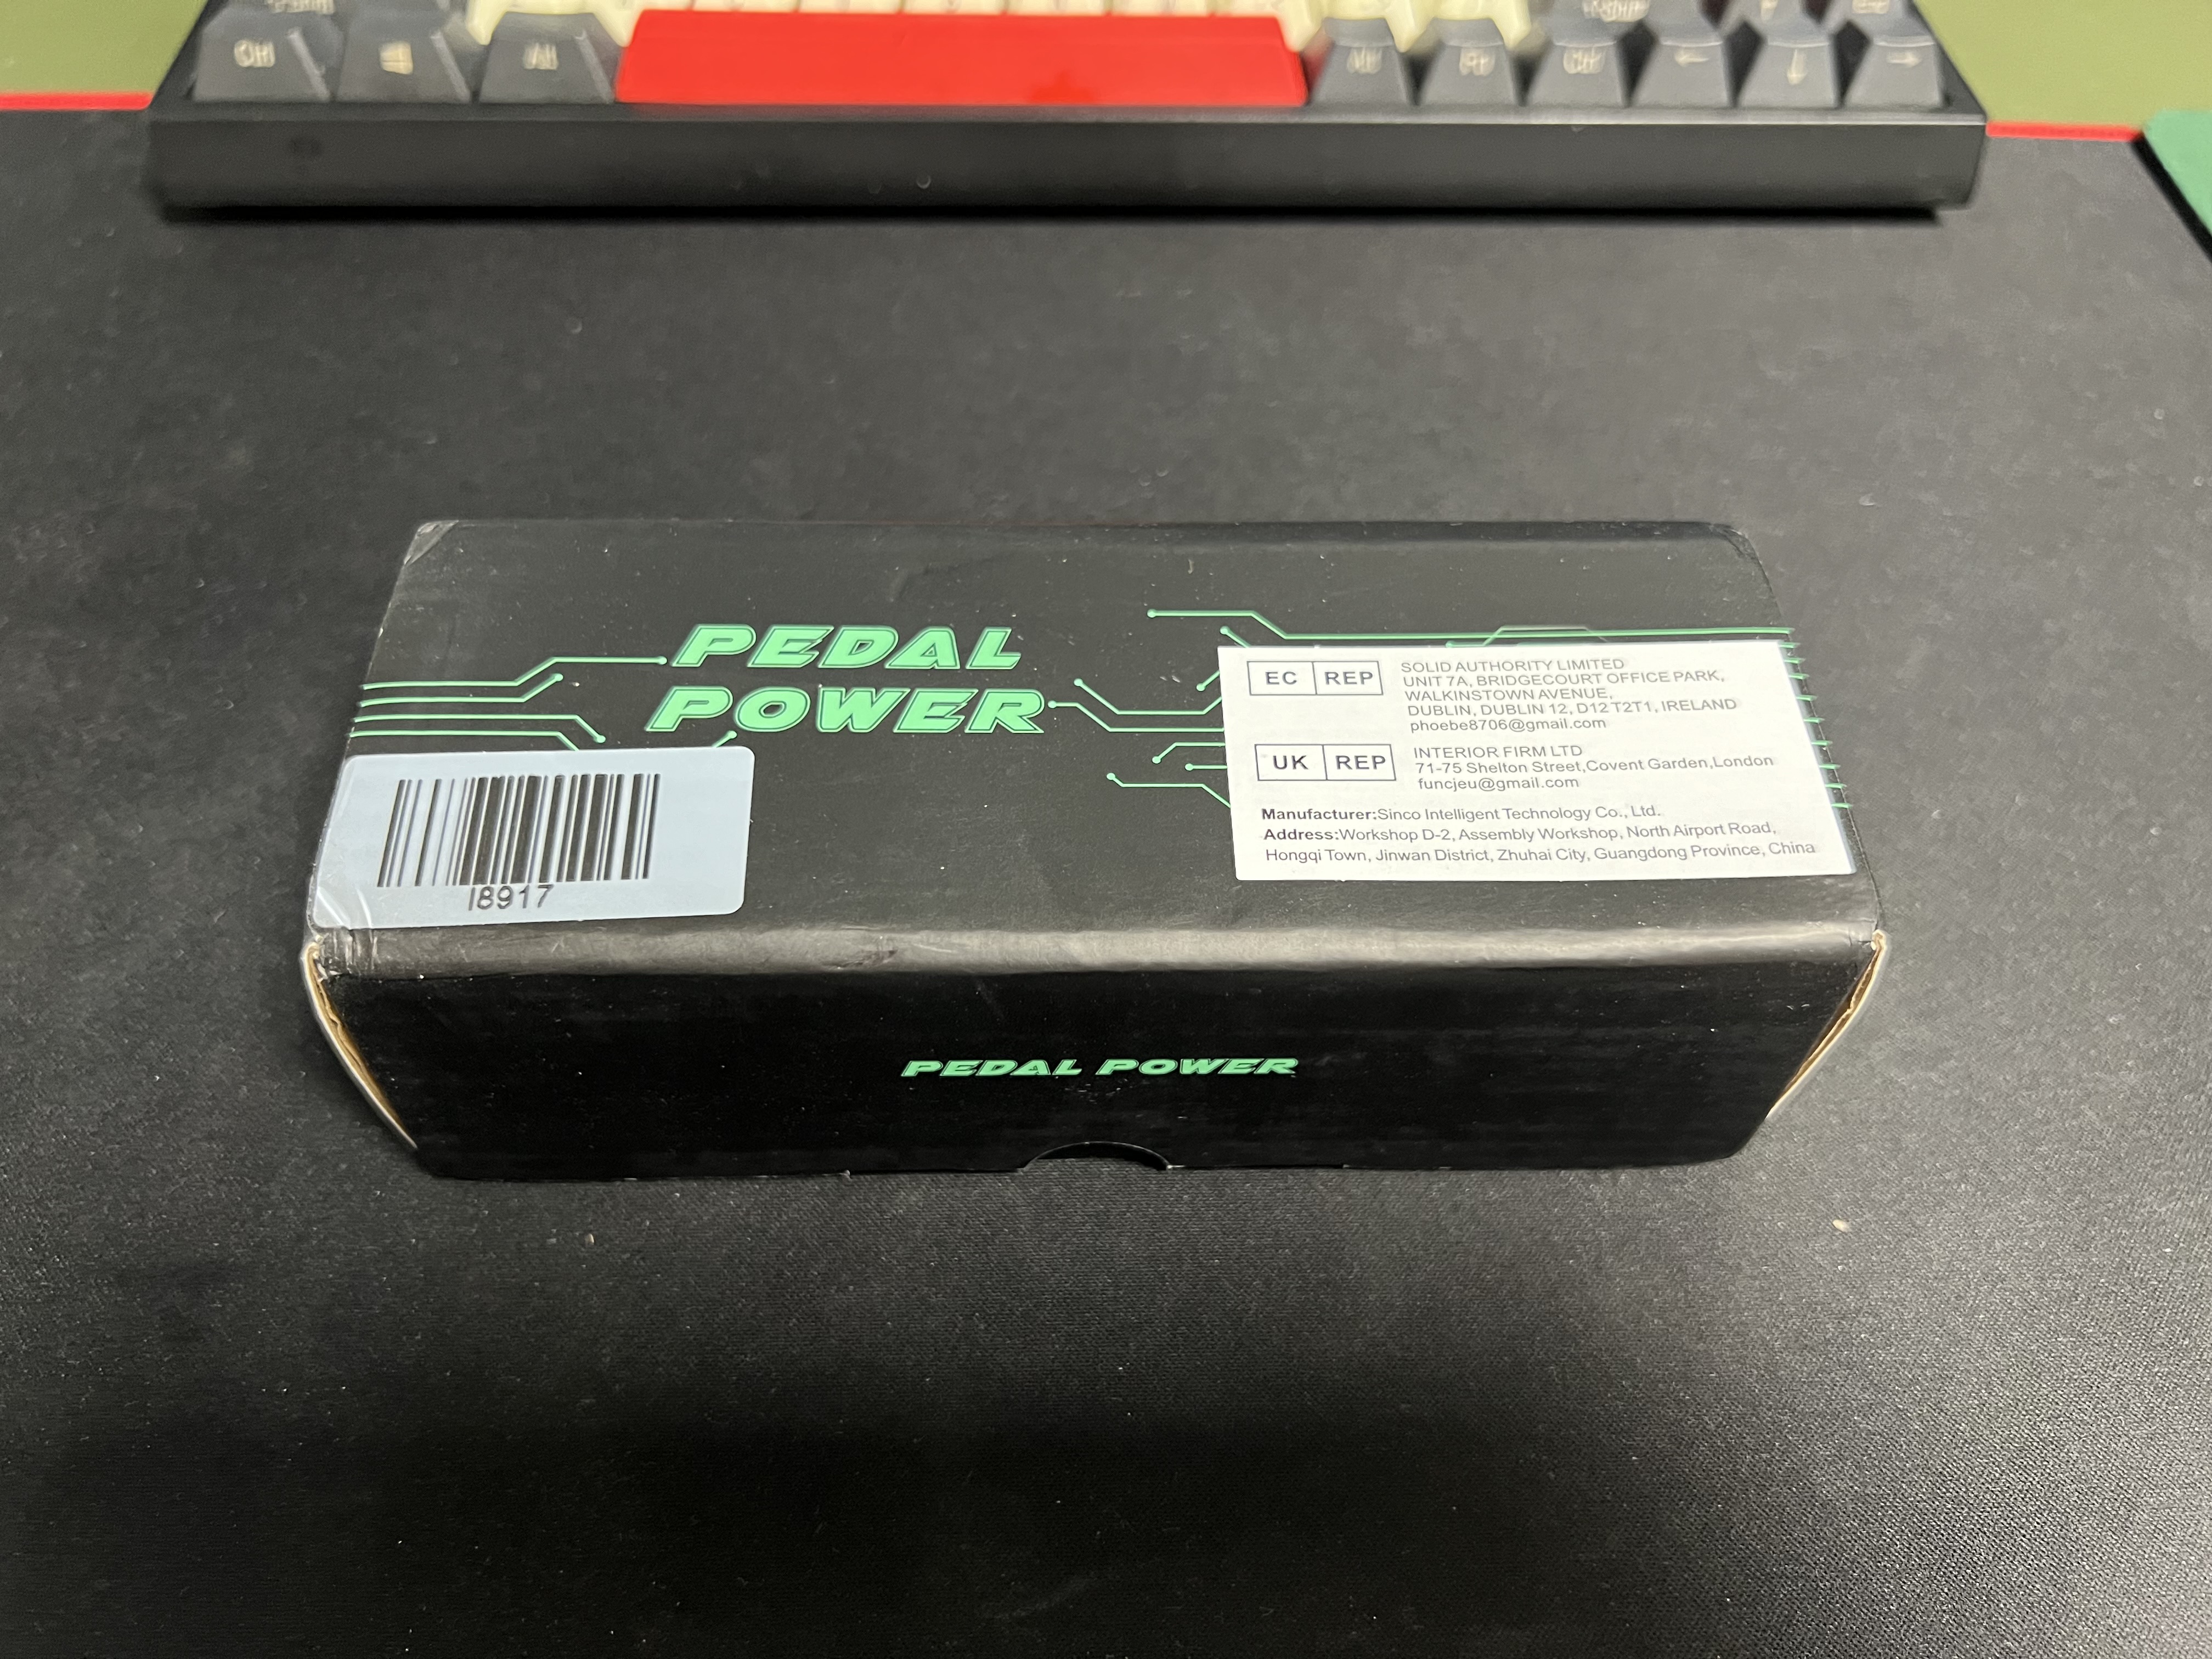 Ctrl
Alt
PEDAL
POWER
EC REP
SOLID AUTHORITY LIMITED
UNIT 7A, BRIDGECOURT OFFICE PARK,
WALKINSTOWN AVENUE,
DUBLIN, DUBLIN 12, D12 T2T1, IRELAND
phoebe8706@gmail.com
UK REP
INTERIOR FIRM LTD
71-75 Shelton Street,Covent Garden,London
funcjeu@gmail.com
Manufacturer:Sinco Intelligent Technology Co., Ltd.
Address:Workshop D-2, Assembly Workshop, North Airport Road,
Hongqi Town, Jinwan District, Zhuhai City, Guangdong Province, China
I8917
PEDAL POWER